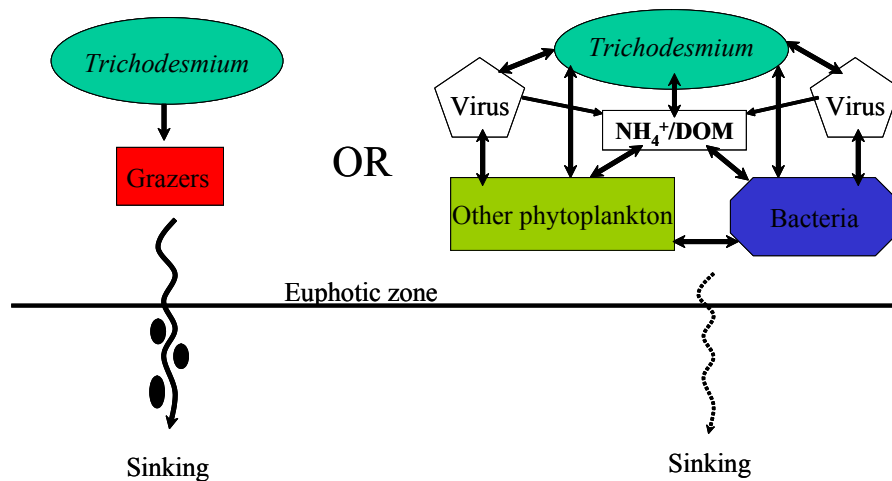 Trichodesmium
Grazers
Sinking
OR
Trichodesmium
Virus
Virus
NH₄⁺/DOM
Other phytoplankton
Bacteria
Euphotic zone
Sinking